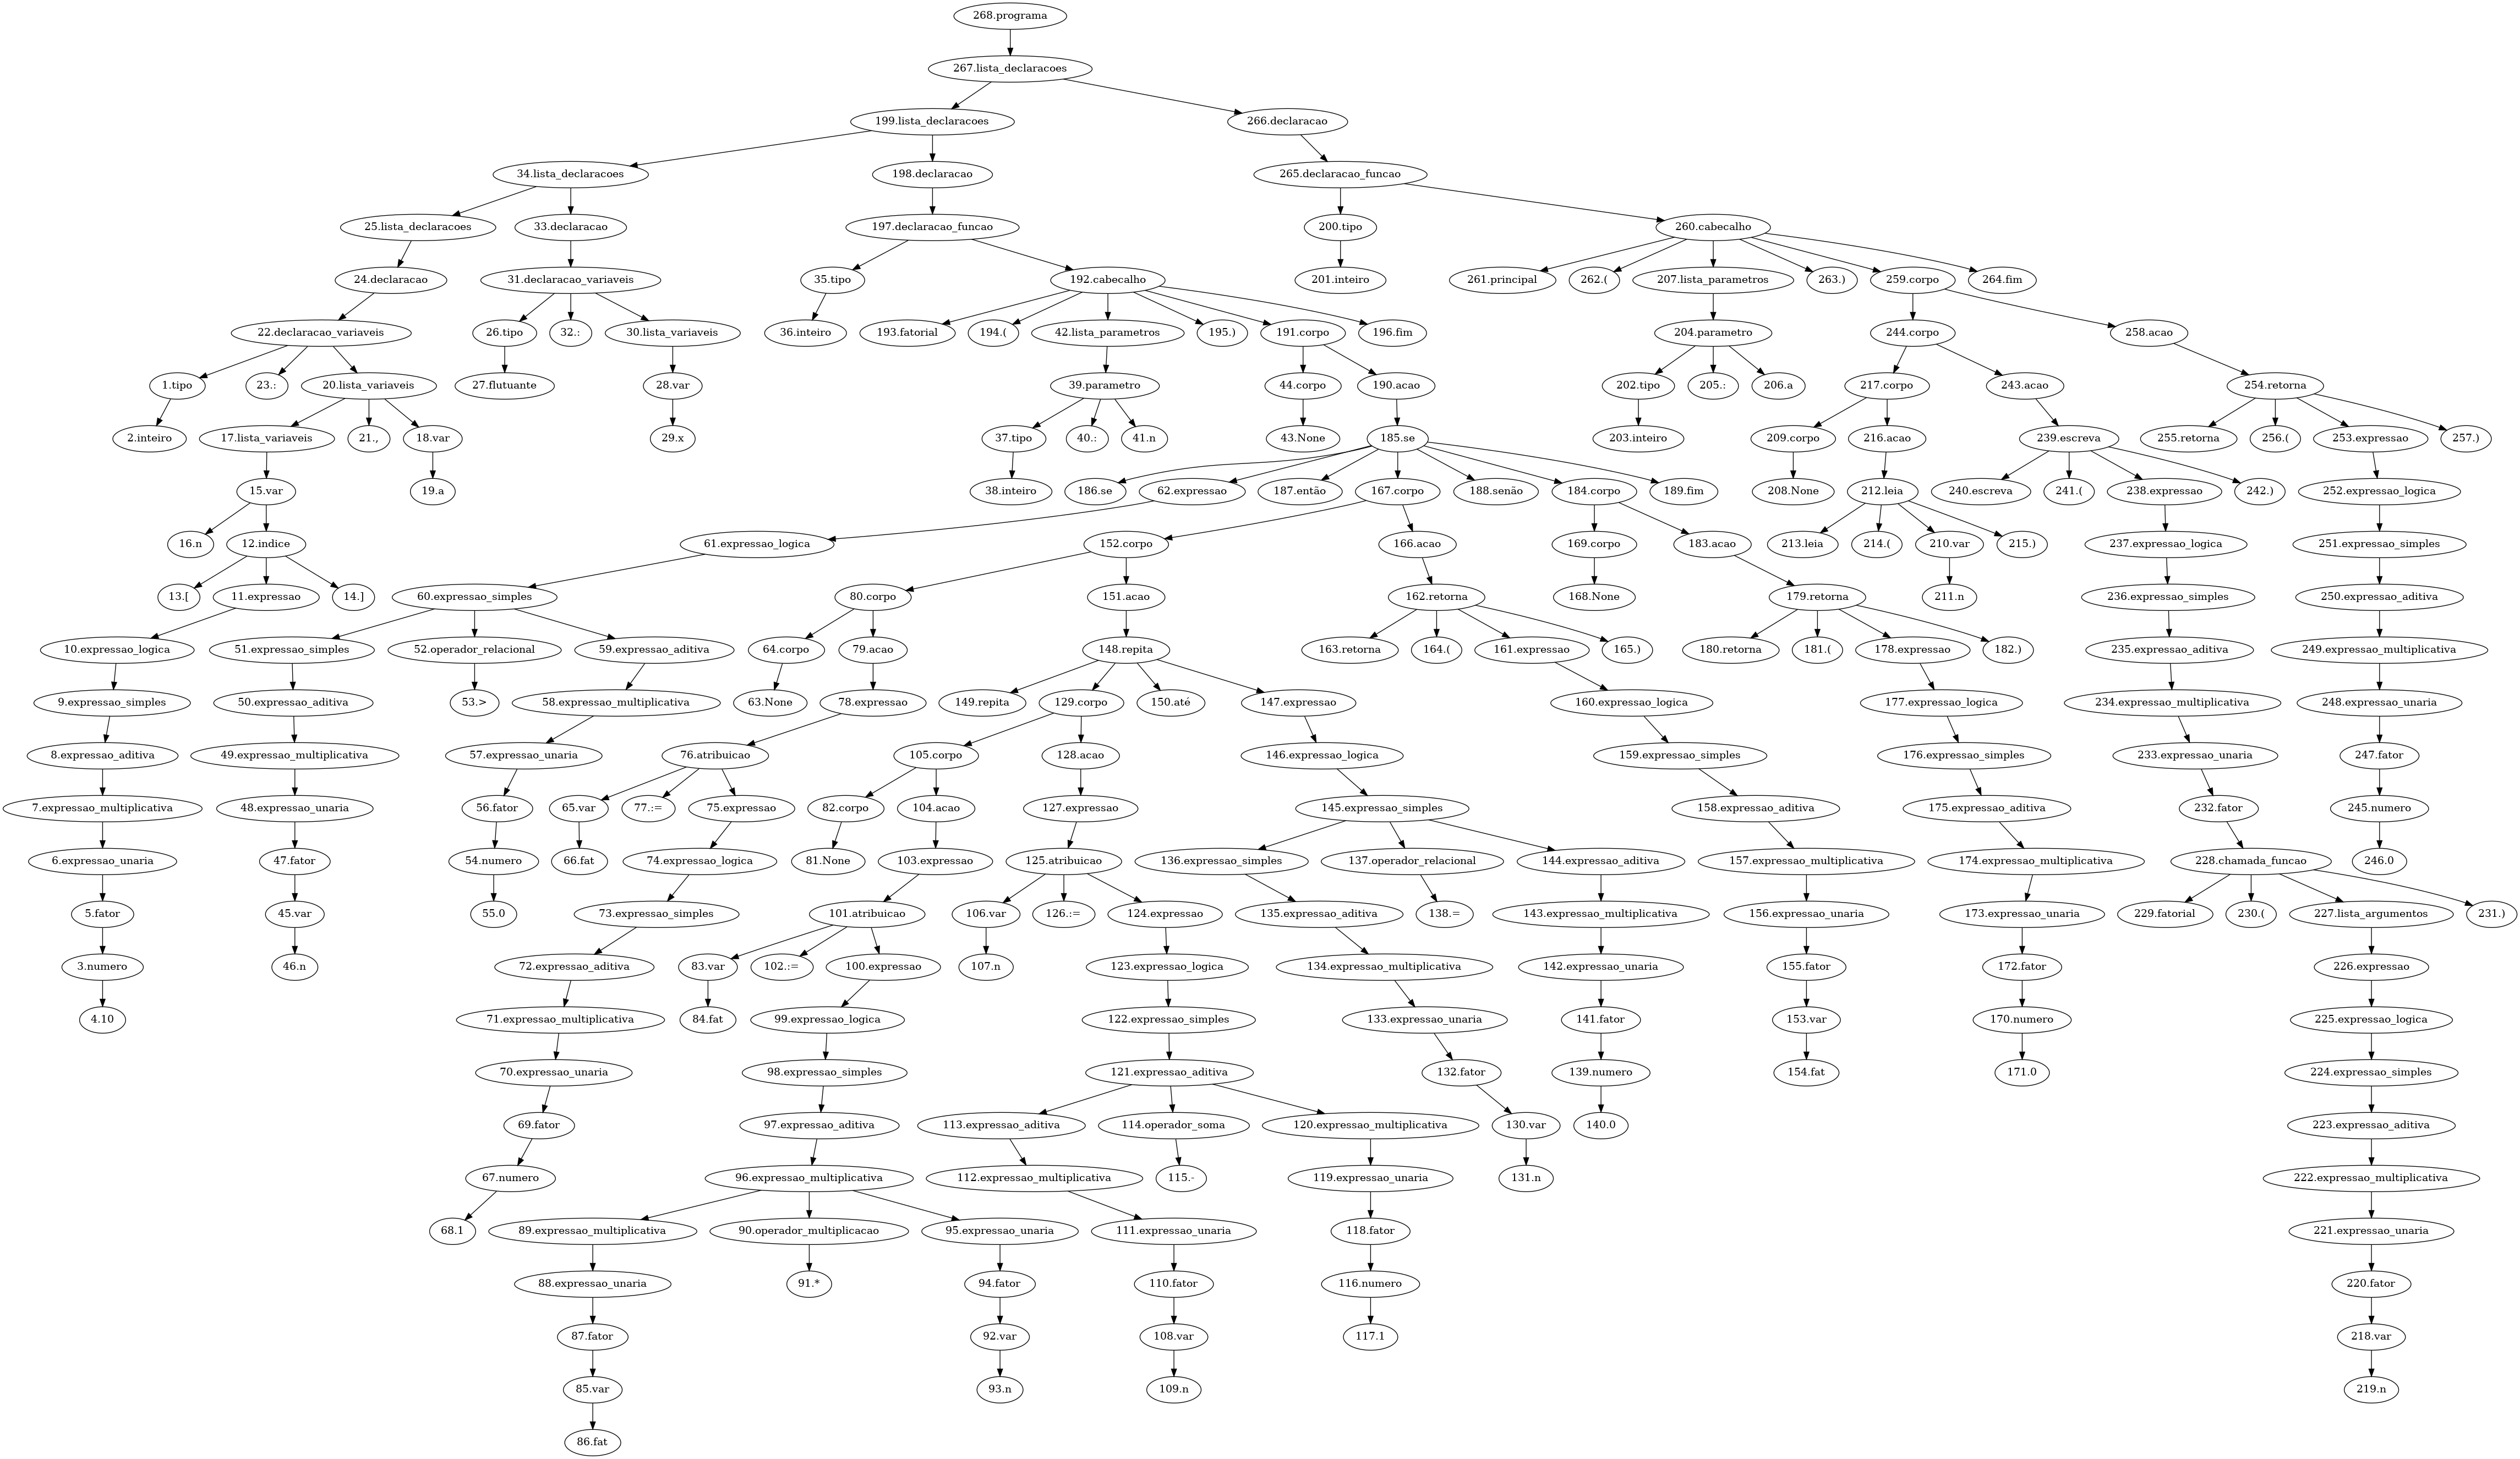 268.programa
267.lista_declaracoes
199.lista_declaracoes 266.declaracao
34.lista_declaracoes 198.declaracao 265.declaracao_funcao
25.lista_declaracoes 33.declaracao 197.declaracao_funcao 200.tipo 260.cabecalho
24.declaracao 31.declaracao_variaveis 35.tipo 192.cabecalho 201.inteiro 261.principal 262.( 207.lista_parametros 263.) 259.corpo 264.fim
22.declaracao_variaveis 26.tipo 32.: 30.lista_variaveis 36.inteiro 193.fatorial 194.( 42.lista_parametros 195.) 191.corpo 196.fim 204.parametro 244.corpo 258.acao
1.tipo 23.: 20.lista_variaveis 27.flutuante 28.var 39.parametro 44.corpo 190.acao 202.tipo 205.: 206.a 217.corpo 243.acao 254.retorna
2.inteiro 17.lista_variaveis 21., 18.var 29.x 37.tipo 40.: 41.n 43.None 185.se 203.inteiro 209.corpo 216.acao 239.escreva 255.retorna 256.( 253.expressao 257.)
15.var 19.a 38.inteiro 186.se 62.expressao 187.então 167.corpo 188.senão 184.corpo 189.fim 208.None 212.leia 240.escreva 241.( 238.expressao 242.) 252.expressao_logica
16.n 12.indice 61.expressao_logica 152.corpo 166.acao 169.corpo 183.acao 213.leia 214.( 210.var 215.) 237.expressao_logica 251.expressao_simples
13.[ 11.expressao 14.] 60.expressao_simples 80.corpo 151.acao 162.retorna 168.None 179.retorna 211.n 236.expressao_simples 250.expressao_aditiva
10.expressao_logica 51.expressao_simples 52.operador_relacional 59.expressao_aditiva 64.corpo 79.acao 148.repita 163.retorna 164.( 161.expressao 165.) 180.retorna 181.( 178.expressao 182.) 235.expressao_aditiva 249.expressao_multiplicativa
9.expressao_simples 50.expressao_aditiva 53.> 58.expressao_multiplicativa 63.None 78.expressao 149.repita 129.corpo 150.até 147.expressao 160.expressao_logica 177.expressao_logica 234.expressao_multiplicativa 248.expressao_unaria
8.expressao_aditiva 49.expressao_multiplicativa 57.expressao_unaria 76.atribuicao 105.corpo 128.acao 146.expressao_logica 159.expressao_simples 176.expressao_simples 233.expressao_unaria 247.fator
7.expressao_multiplicativa 48.expressao_unaria 56.fator 65.var 77.:= 75.expressao 82.corpo 104.acao 127.expressao 145.expressao_simples 158.expressao_aditiva 175.expressao_aditiva 232.fator 245.numero
6.expressao_unaria 47.fator 54.numero 66.fat 74.expressao_logica 81.None 103.expressao 125.atribuicao 136.expressao_simples 137.operador_relacional 144.expressao_aditiva 157.expressao_multiplicativa 174.expressao_multiplicativa 228.chamada_funcao 246.0
5.fator 45.var 55.0 73.expressao_simples 101.atribuicao 106.var 126.:= 124.expressao 135.expressao_aditiva 138.= 143.expressao_multiplicativa 156.expressao_unaria 173.expressao_unaria 229.fatorial 230.( 227.lista_argumentos 231.)
3.numero 46.n 72.expressao_aditiva 83.var 102.:= 100.expressao 107.n 123.expressao_logica 134.expressao_multiplicativa 142.expressao_unaria 155.fator 172.fator 226.expressao
4.10 71.expressao_multiplicativa 84.fat 99.expressao_logica 122.expressao_simples 133.expressao_unaria 141.fator 153.var 170.numero 225.expressao_logica
70.expressao_unaria 98.expressao_simples 121.expressao_aditiva 132.fator 139.numero 154.fat 171.0 224.expressao_simples
69.fator 97.expressao_aditiva 113.expressao_aditiva 114.operador_soma 120.expressao_multiplicativa 130.var 140.0 223.expressao_aditiva
67.numero 96.expressao_multiplicativa 112.expressao_multiplicativa 115.- 119.expressao_unaria 131.n 222.expressao_multiplicativa
68.1 89.expressao_multiplicativa 90.operador_multiplicacao 95.expressao_unaria 111.expressao_unaria 118.fator 221.expressao_unaria
88.expressao_unaria 91.* 94.fator 110.fator 116.numero 220.fator
87.fator 92.var 108.var 117.1 218.var
85.var 93.n 109.n 219.n
86.fat